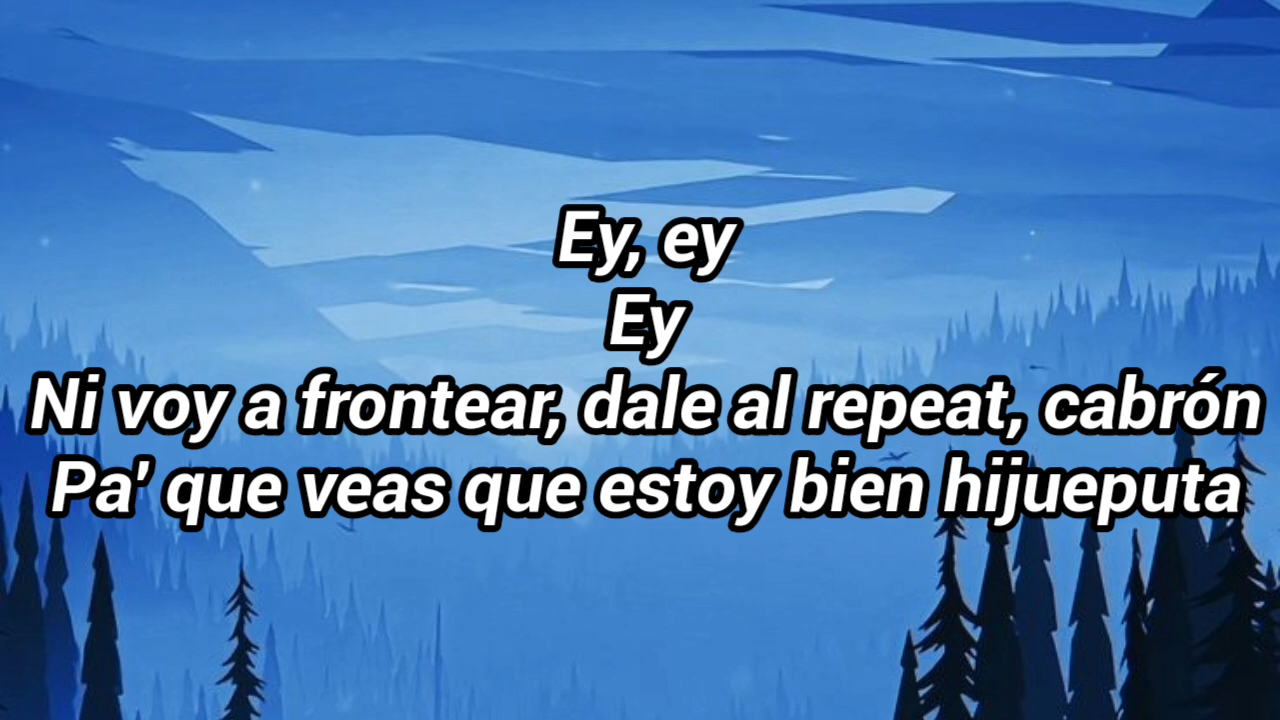 Ey, ey
Ey
Ni voy a frontear, dale al repeat, cabrón
Pa' que veas que estoy bien hijueputa